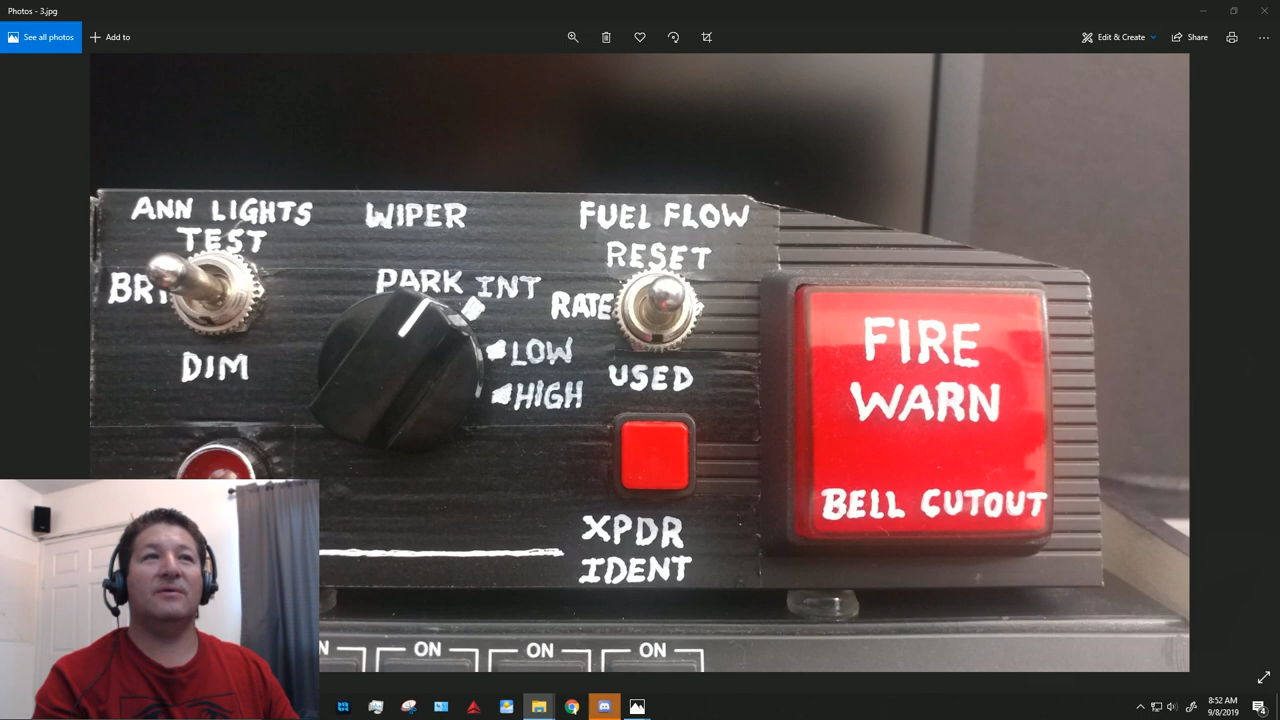 Photos - 3.jpg
See all photos
Add to
Edit & Create
Share
ANN LIGHTS
TEST
BRT
DIM
WIPER
PARK
INT
LOW
HIGH
FUEL FLOW
RESET
RATE
USED
XPDR
IDENT
FIRE
WARN
BELL CUTOUT
ON
ON
ON
8:52 AM
9/8/2019